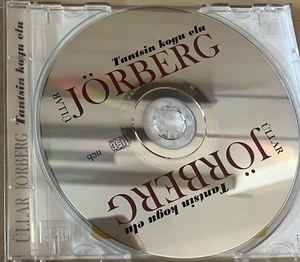 ÜLLAR JÖRBERG Tantsin kogu elu
Tantsin kogu elu
ÜLLAR
JÖRBERG
ÜLLAR
JÖRBERG
Tantsin kogu elu